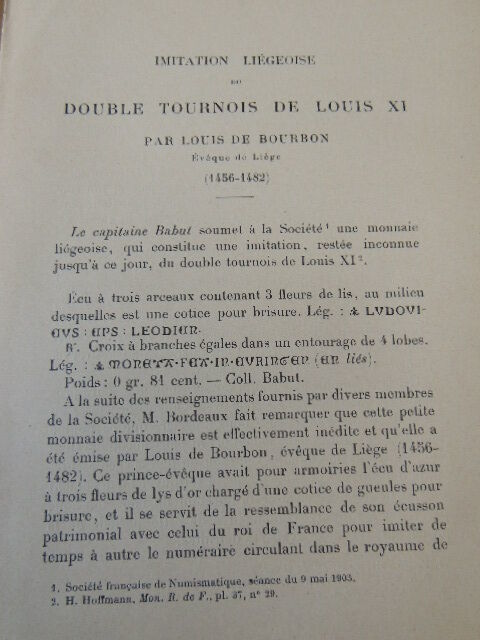 IMITATION LIÉGEOISE
DU
DOUBLE TOURNOIS DE LOUIS XI
PAR LOUIS DE BOURBON
Évêque de Liége
(1456-1482)
Le capitaine Babut soumet à la Société¹ une monnaie
liégeoise, qui constitue une imitation, restée inconnue
jusqu'à ce jour, du double tournois de Louis XI².
Écu à trois arceaux contenant 3 fleurs de lis, au milieu
desquelles est une cotice pour brisure. Lég. : ✠ LVDOVI-
CVS : EPS : LEODIEN.
R⁄. Croix à branches égales dans un entourage de 4 lobes.
Lég. : ✠ MONETA·FCTA·IN·CVRINGEN (EN liés).
Poids : 0 gr. 81 cent. — Coll. Babut.
A la suite des renseignements fournis par divers membres
de la Société, M. Bordeaux fait remarquer que cette petite
monnaie divisionnaire est effectivement inédite et qu'elle a
été émise par Louis de Bourbon, évêque de Liége (1456-
1482). Ce prince-évêque avait pour armoiries l'écu d'azur
à trois fleurs de lys d'or chargé d'une cotice de gueules pour
brisure, et il se servit de la ressemblance de son écusson
patrimonial avec celui du roi de France pour imiter de
temps à autre le numéraire circulant dans le royaume de
1. Société française de Numismatique, séance du 9 mai 1903.
2. H. Hoffmann, Mon. R. de F., pl. 37, n° 29.